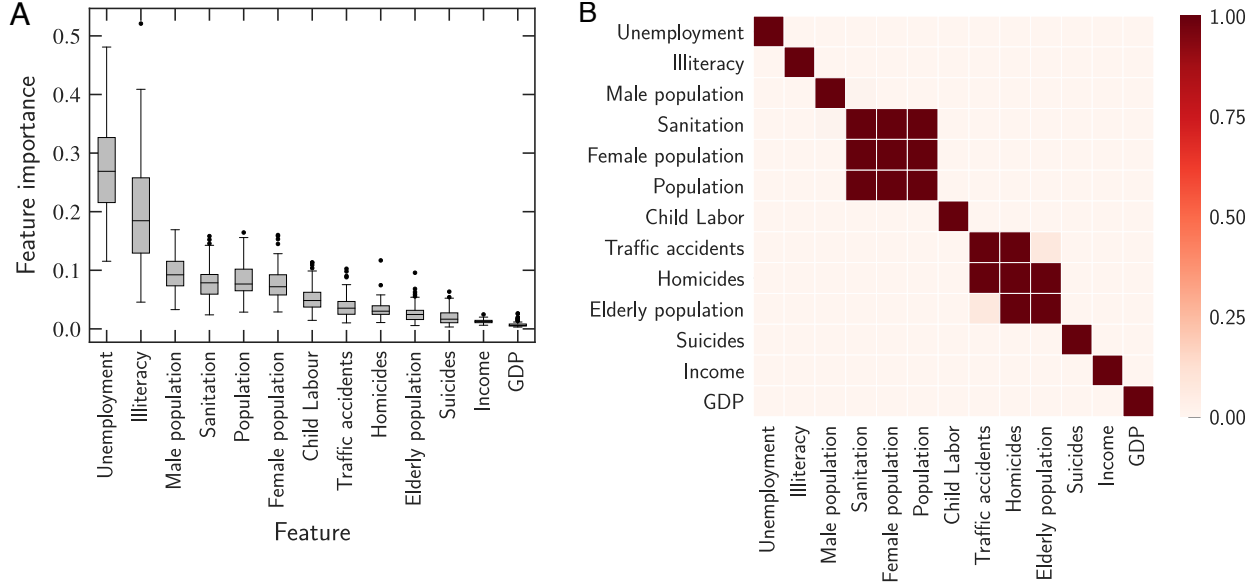 A
Feature importance
0.5
0.4
0.3
0.2
0.1
0.0
Unemployment
Illiteracy
Male population
Sanitation
Population
Female population
Child Labour
Traffic accidents
Homicides
Elderly population
Suicides
Income
GDP
Feature
B
Unemployment
Illiteracy
Male population
Sanitation
Female population
Population
Child Labor
Traffic accidents
Homicides
Elderly population
Suicides
Income
GDP
Unemployment
Illiteracy
Male population
Sanitation
Female population
Population
Child Labor
Traffic accidents
Homicides
Elderly population
Suicides
Income
GDP
1.00
0.75
0.50
0.25
0.00